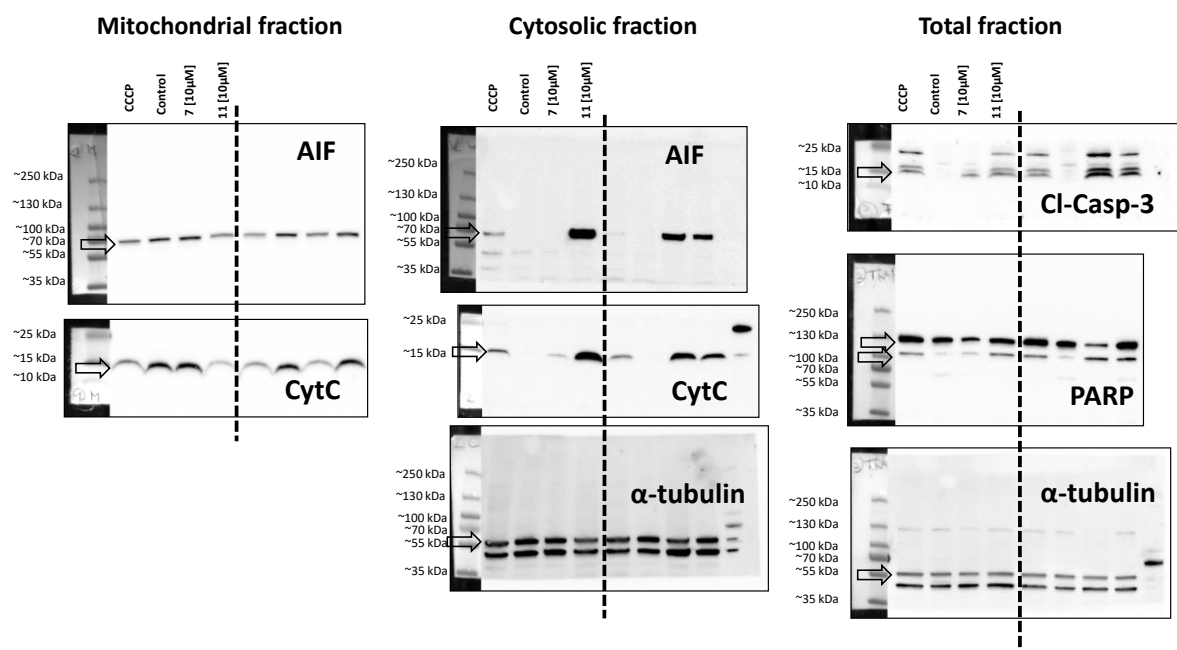 Mitochondrial fraction
CCCP
Control
7 [10µM]
11 [10µM]
AIF
~250 kDa
~130 kDa
~100 kDa
~70 kDa
~55 kDa
~35 kDa
~25 kDa
~15 kDa
~10 kDa
CytC
Cytosolic fraction
CCCP
Control
7 [10µM]
11 [10µM]
AIF
~250 kDa
~130 kDa
~100 kDa
~70 kDa
~55 kDa
~35 kDa
~25 kDa
~15 kDa
CytC
α-tubulin
~250 kDa
~130 kDa
~100 kDa
~70 kDa
~55 kDa
~35 kDa
Total fraction
CCCP
Control
7 [10µM]
11 [10µM]
~25 kDa
~15 kDa
~10 kDa
Cl-Casp-3
~250 kDa
~130 kDa
~100 kDa
~70 kDa
~55 kDa
~35 kDa
PARP
α-tubulin
~250 kDa
~130 kDa
~100 kDa
~70 kDa
~55 kDa
~35 kDa